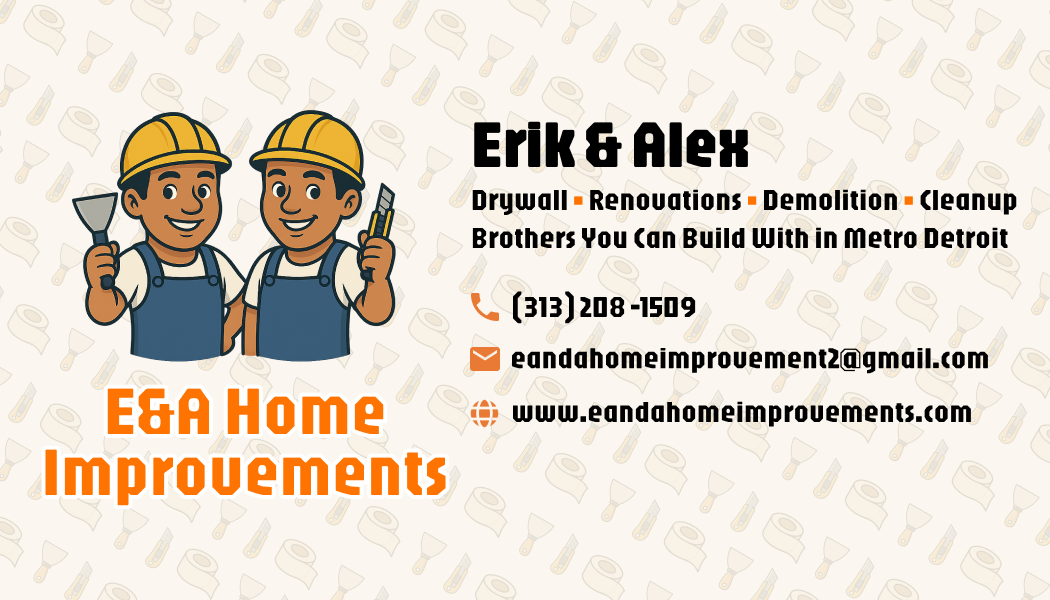 Erik & Alex
Drywall ▪ Renovations ▪ Demolition ▪ Cleanup
Brothers You Can Build With in Metro Detroit
(313) 208 -1509
eandahomeimprovement2@gmail.com
www.eandahomeimprovements.com
E&A Home
Improvements